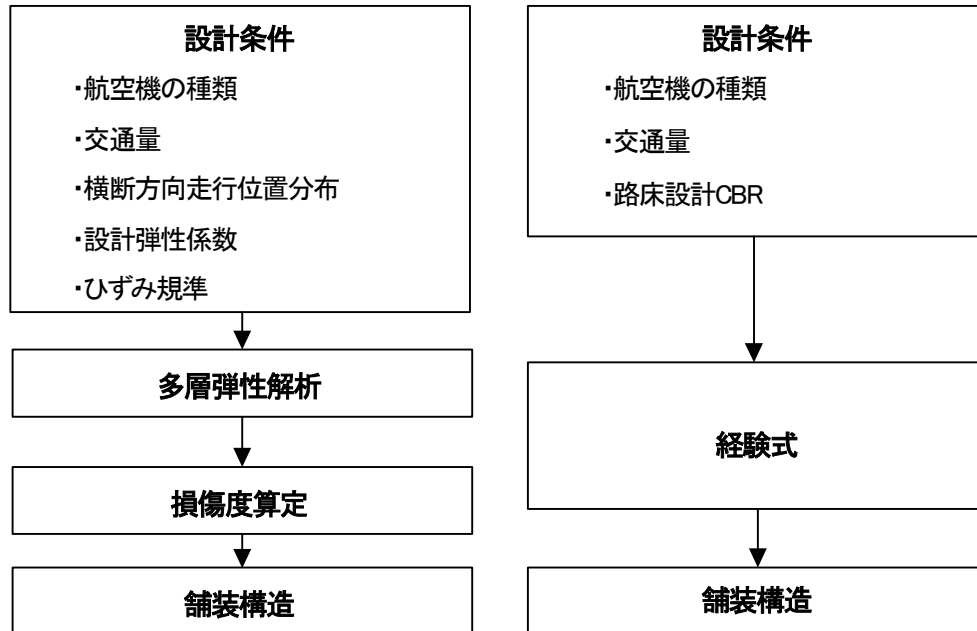 設計条件
・航空機の種類
・交通量
・横断方向走行位置分布
・設計弾性係数
・ひずみ規準
多層弾性解析
損傷度算定
舗装構造
設計条件
・航空機の種類
・交通量
・路床設計CBR
経験式
舗装構造